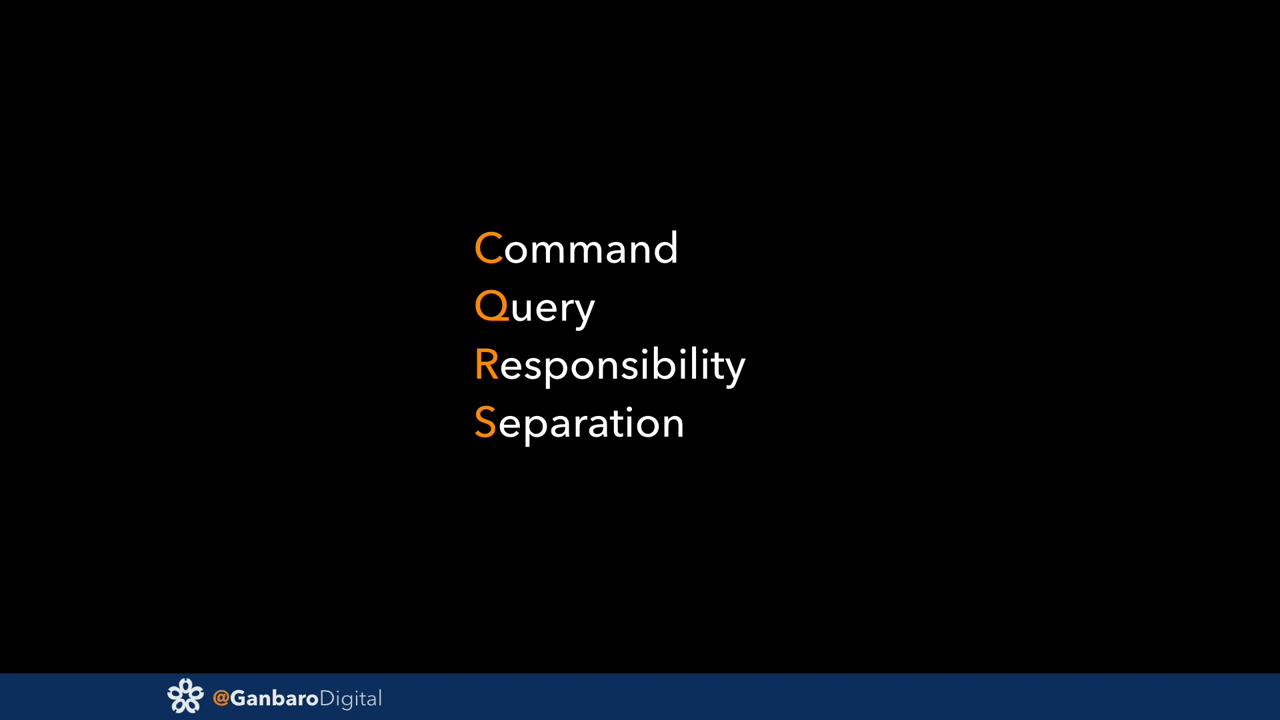 Command
Query
Responsibility
Separation
@GanbaroDigital